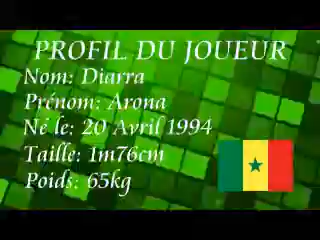 PROFIL DU JOUEUR
Nom: Diarra
Prénom: Arona
Né le: 20 Avril 1994
Taille: 1m76cm
Poids: 65kg